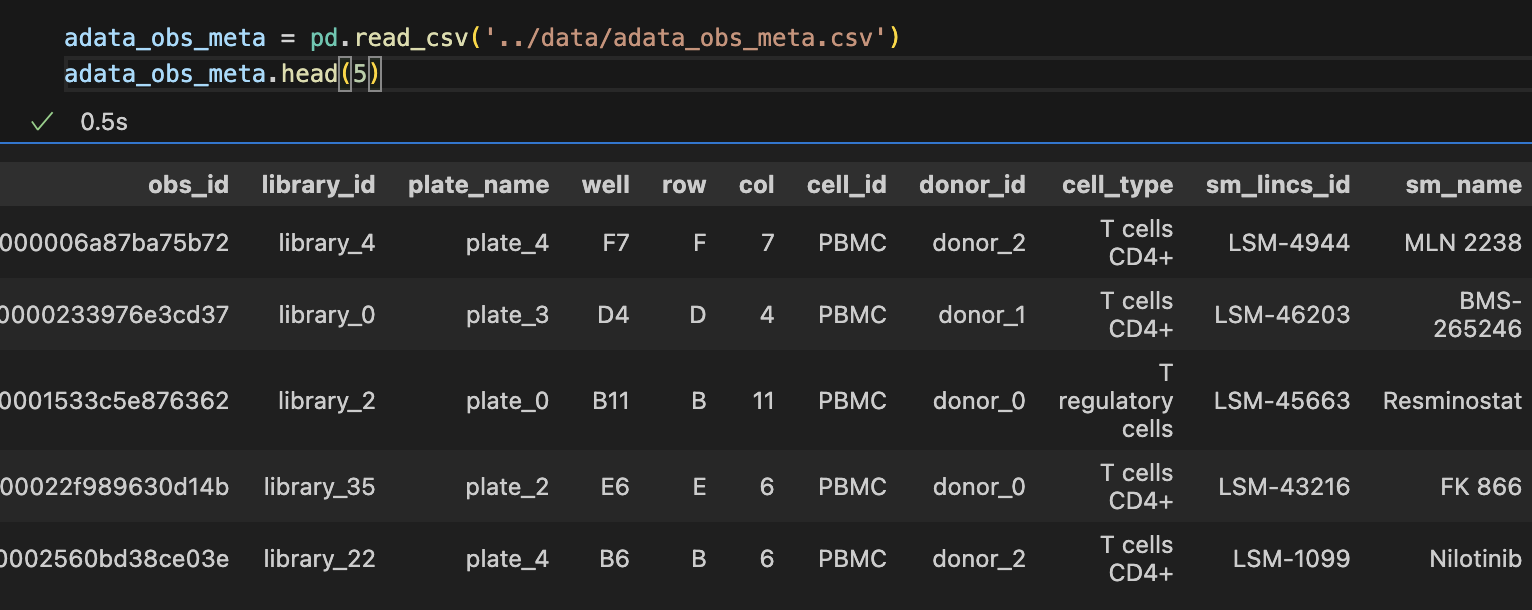 adata_obs_meta = pd.read_csv('../data/adata_obs_meta.csv')
adata_obs_meta.head(5)
0.5s
obs_id library_id plate_name well row col cell_id donor_id cell_type sm_lincs_id sm_name
000006a87ba75b72 library_4 plate_4 F7 F 7 PBMC donor_2 T cells CD4+ LSM-4944 MLN 2238
0000233976e3cd37 library_0 plate_3 D4 D 4 PBMC donor_1 T cells CD4+ LSM-46203 BMS-265246
0001533c5e876362 library_2 plate_0 B11 B 11 PBMC donor_0 T regulatory cells LSM-45663 Resminostat
00022f989630d14b library_35 plate_2 E6 E 6 PBMC donor_0 T cells CD4+ LSM-43216 FK 866
0002560bd38ce03e library_22 plate_4 B6 B 6 PBMC donor_2 T cells CD4+ LSM-1099 Nilotinib